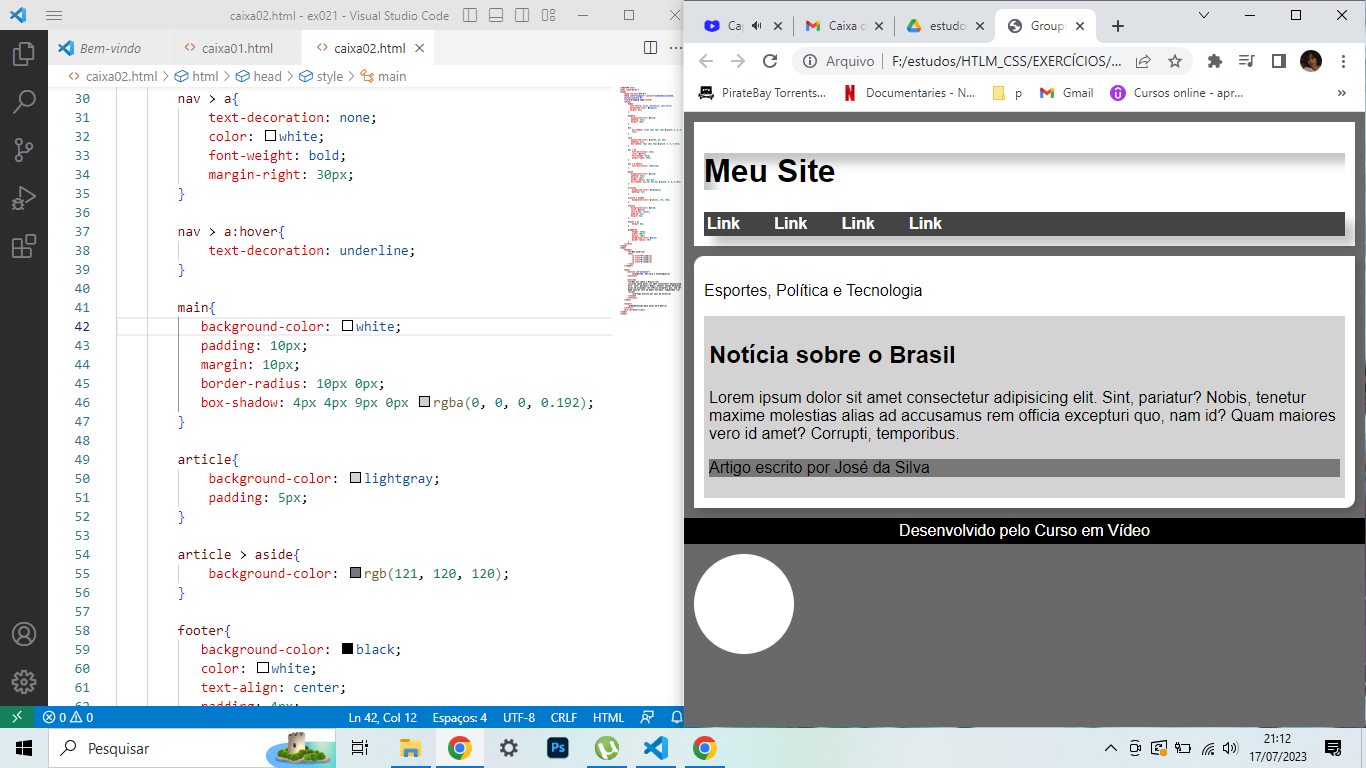 caixa02.html - ex021 - Visual Studio Code
Bem-vindo
caixa01.html
caixa02.html
caixa02.html > html > head > style > main
30 nav > a{
31 text-decoration: none;
32 color: white;
33 font-weight: bold;
34 margin-right: 30px;
35 }
36
37 nav > a:hover{
38 text-decoration: underline;
39 }
40
41 main{
42 background-color: white;
43 padding: 10px;
44 margin: 10px;
45 border-radius: 10px 0px;
46 box-shadow: 4px 4px 9px 0px rgba(0, 0, 0, 0.192);
47 }
48
49 article{
50 background-color: lightgray;
51 padding: 5px;
52 }
53
54 article > aside{
55 background-color: rgb(121, 120, 120);
56 }
57
58 footer{
59 background-color: black;
60 color: white;
61 text-align: center;
62 padding: 4px;
0 0
Ln 42, Col 12
Espaços: 4
UTF-8
CRLF
HTML
Caixa d
estudo
Group
Arquivo
F:/estudos/HTLM_CSS/EXERCÍCIOS/...
PirateBay Torrents...
Documentaries - N...
p
Gmail
Cursos online - apr...
Meu Site
Link Link Link Link
Esportes, Política e Tecnologia
Notícia sobre o Brasil
Lorem ipsum dolor sit amet consectetur adipisicing elit. Sint, pariatur? Nobis, tenetur
maxime molestias alias ad accusamus rem officia excepturi quo, nam id? Quam maiores
vero id amet? Corrupti, temporibus.
Artigo escrito por José da Silva
Desenvolvido pelo Curso em Vídeo
Pesquisar
Ps
21:12
17/07/2023